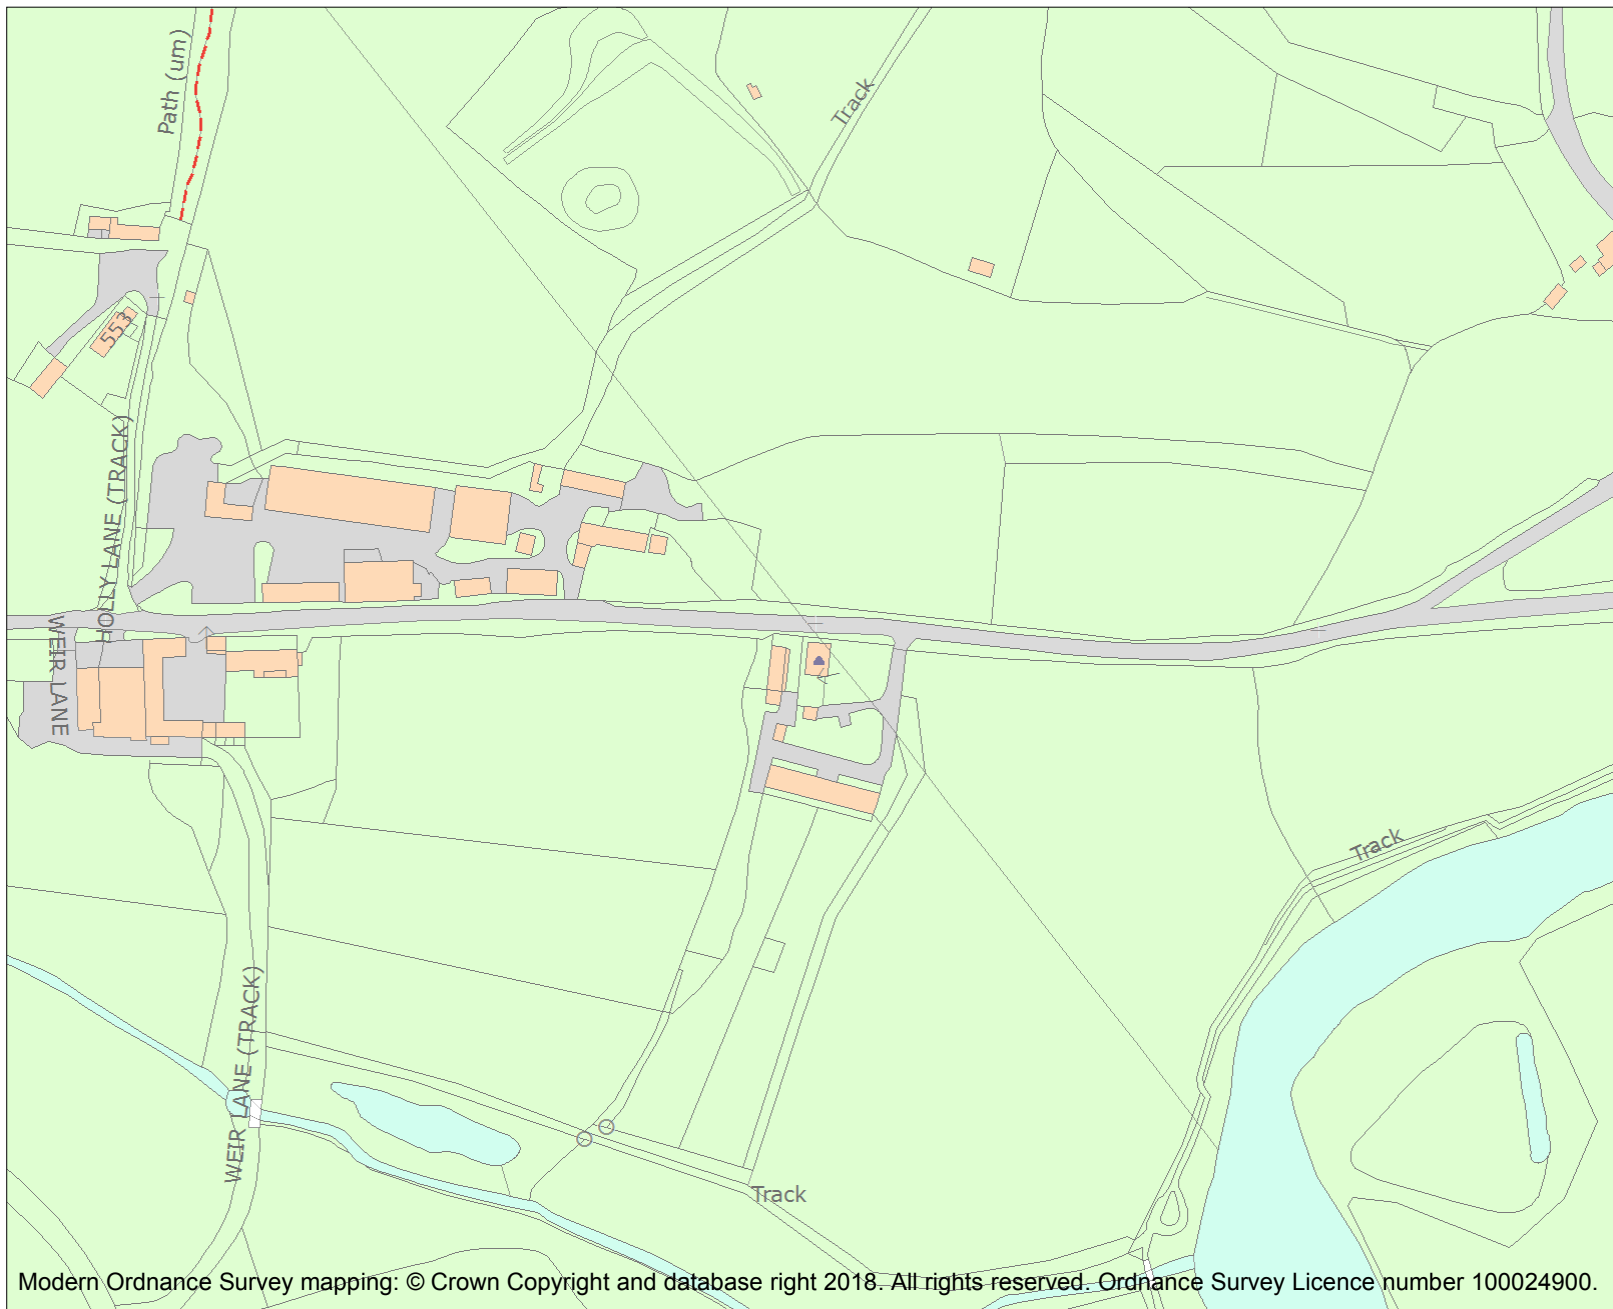 Path (um)
Track
553
HOLLY LANE (TRACK)
WEIR LANE
Track
WEIR LANE (TRACK)
Track
Modern Ordnance Survey mapping: © Crown Copyright and database right 2018. All rights reserved. Ordnance Survey Licence number 100024900.